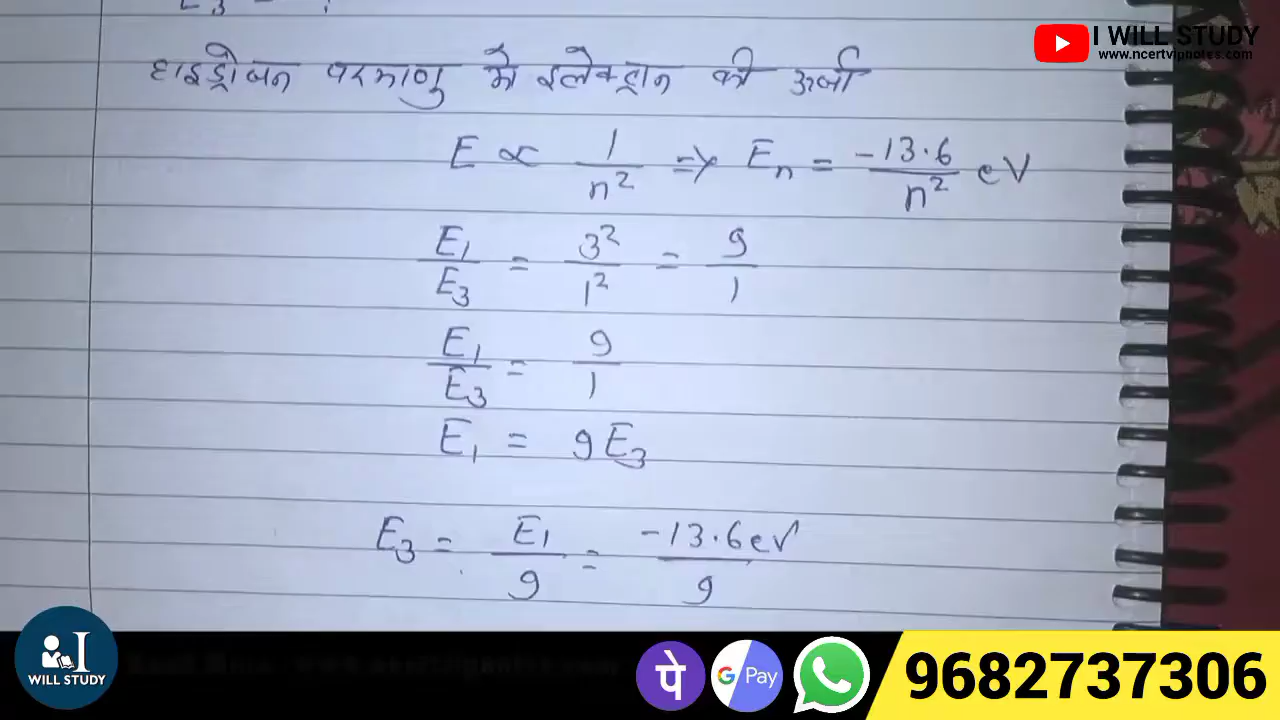 E3 = ?
I WILL STUDY
www.ncertvipnotes.com
हाइड्रोजन परमाणु मे इलेक्ट्रान की ऊर्जा
E ∝ 1/n² => En = -13.6/n² eV
E1/E3 = 3²/1² = 9/1
E1/E3 = 9/1
E1 = 9E3
E3 = E1/9 = -13.6eV/9
I
WILL STUDY
पे
G Pay
9682737306